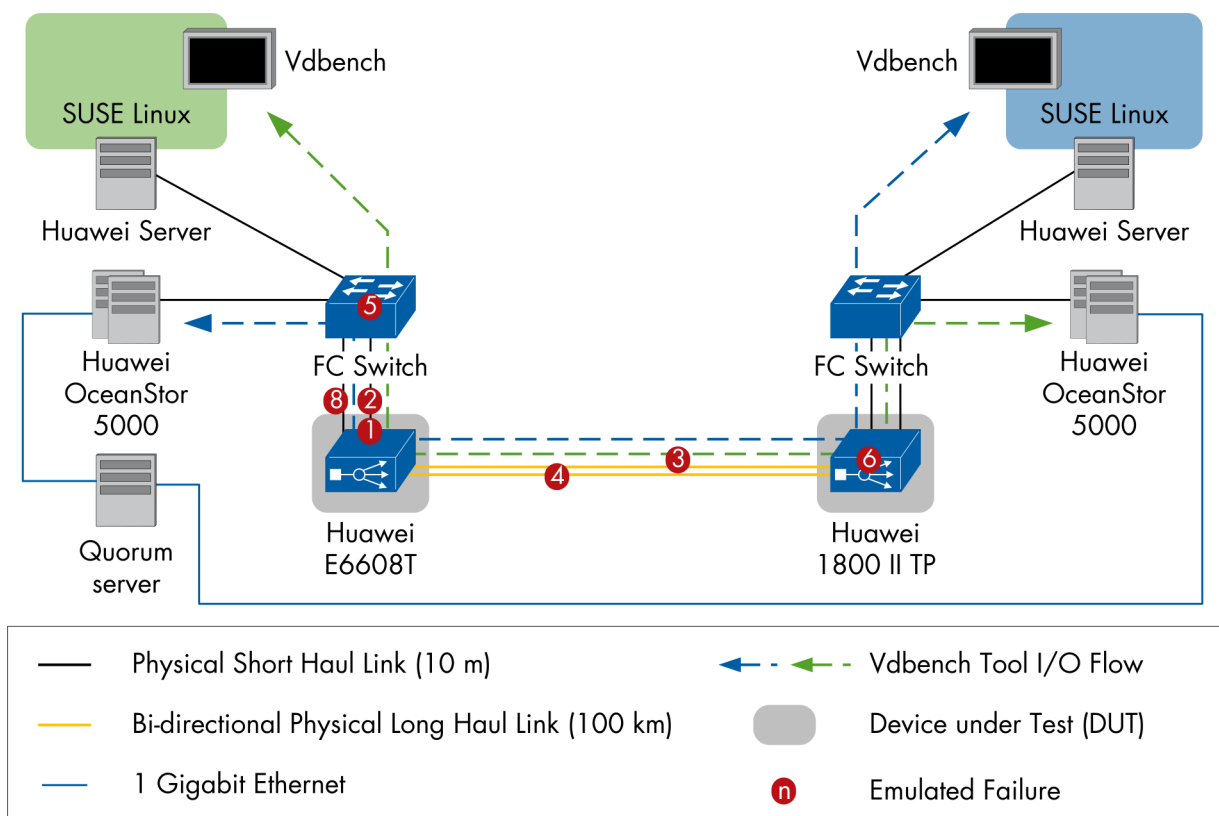 Vdbench
SUSE Linux
Huawei Server
Huawei
OceanStor
5000
Quorum
server
5
FC Switch
8
2
1
Huawei
E6608T
3
4
Vdbench
SUSE Linux
Huawei Server
FC Switch
Huawei
OceanStor
5000
6
Huawei
1800 II TP
Physical Short Haul Link (10 m)
Bi-directional Physical Long Haul Link (100 km)
1 Gigabit Ethernet
Vdbench Tool I/O Flow
Device under Test (DUT)
n
Emulated Failure